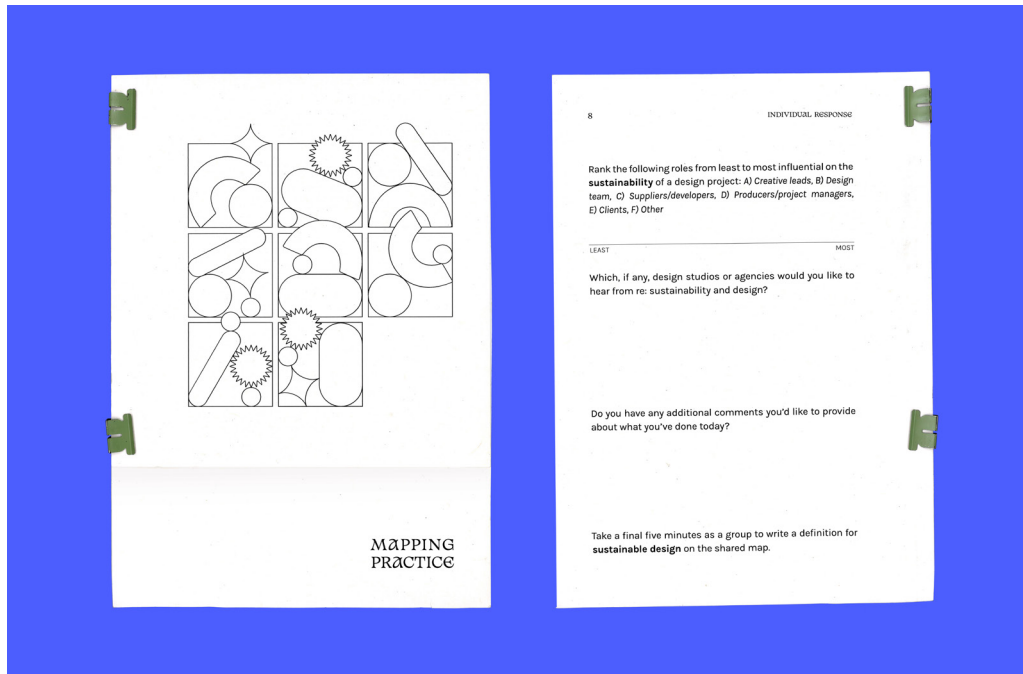 MAPPING
PRACTICE
8
INDIVIDUAL RESPONSE
Rank the following roles from least to most influential on the
sustainability of a design project: A) Creative leads, B) Design
team, C) Suppliers/developers, D) Producers/project managers,
E) Clients, F) Other
LEAST
MOST
Which, if any, design studios or agencies would you like to
hear from re: sustainability and design?
Do you have any additional comments you'd like to provide
about what you've done today?
Take a final five minutes as a group to write a definition for
sustainable design on the shared map.